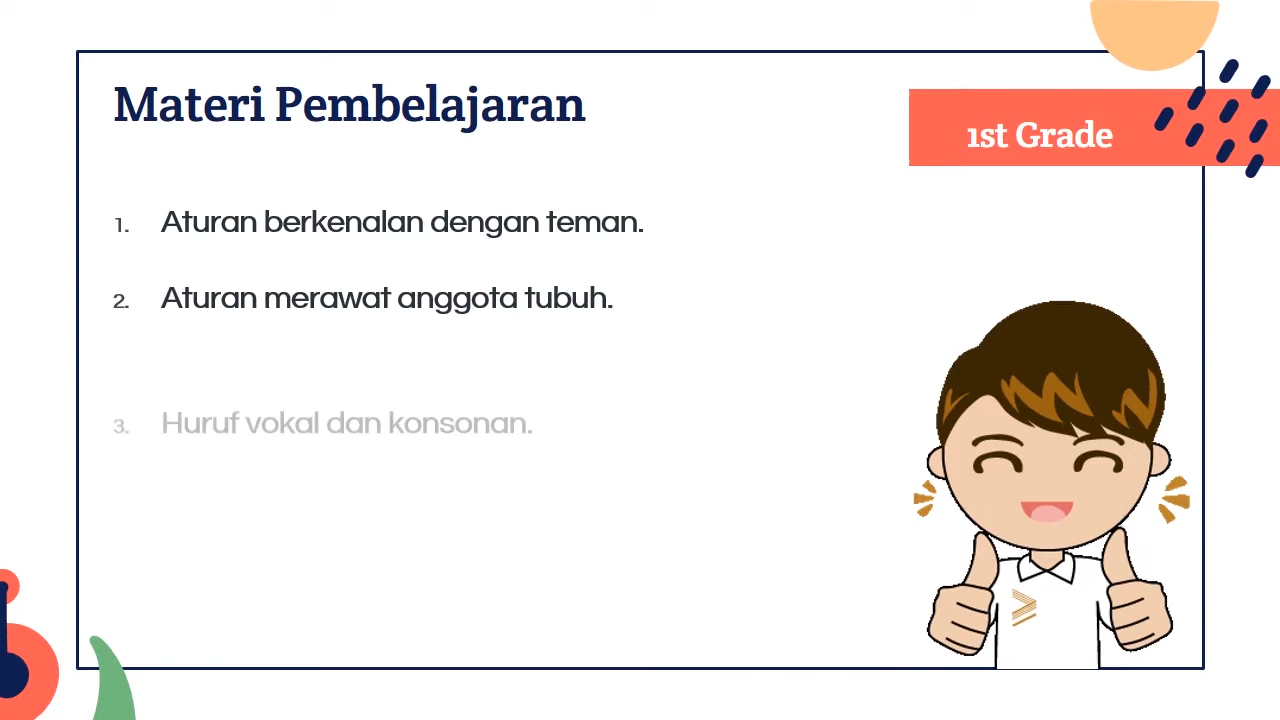 Materi Pembelajaran
1st Grade
1. Aturan berkenalan dengan teman.
2. Aturan merawat anggota tubuh.
3. Huruf vokal dan konsonan.